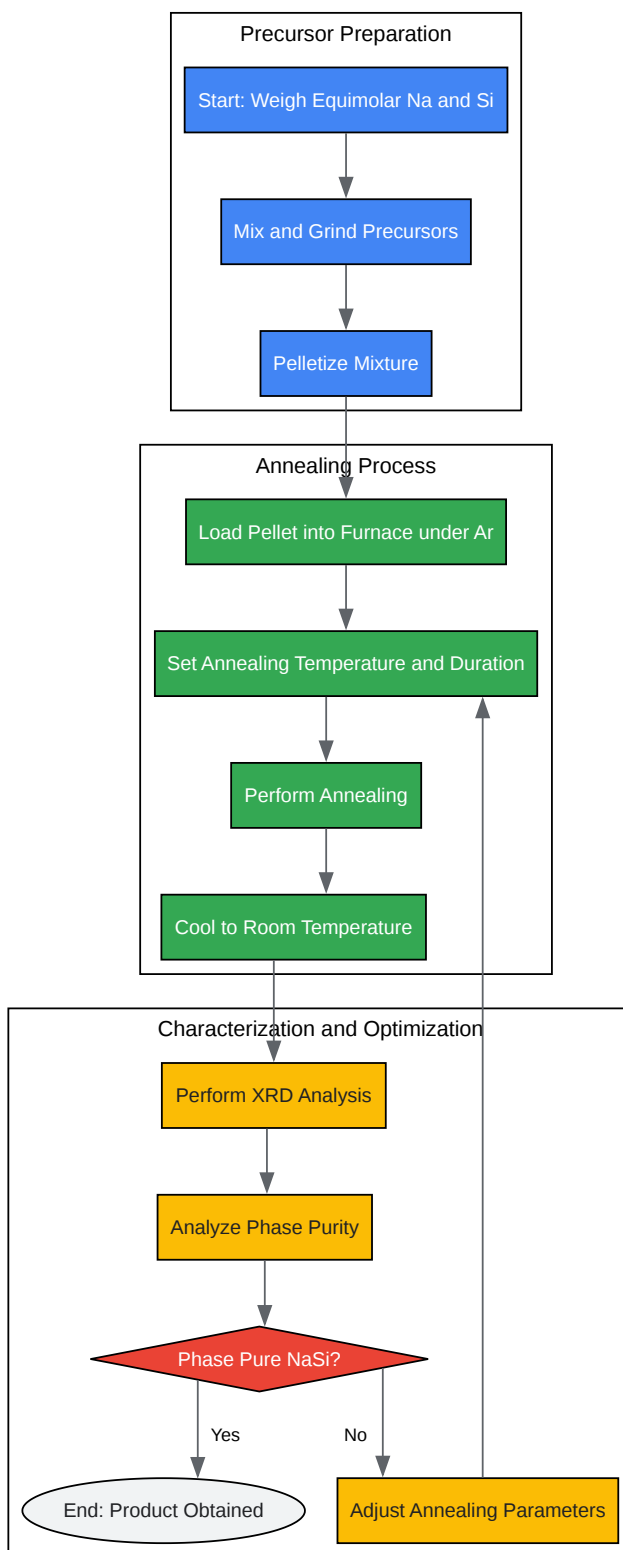 Precursor Preparation
Start: Weigh Equimolar Na and Si
Mix and Grind Precursors
Pelletize Mixture
Annealing Process
Load Pellet into Furnace under Ar
Set Annealing Temperature and Duration
Perform Annealing
Cool to Room Temperature
Characterization and Optimization
Perform XRD Analysis
Analyze Phase Purity
Phase Pure NaSi?
Yes
No
End: Product Obtained
Adjust Annealing Parameters